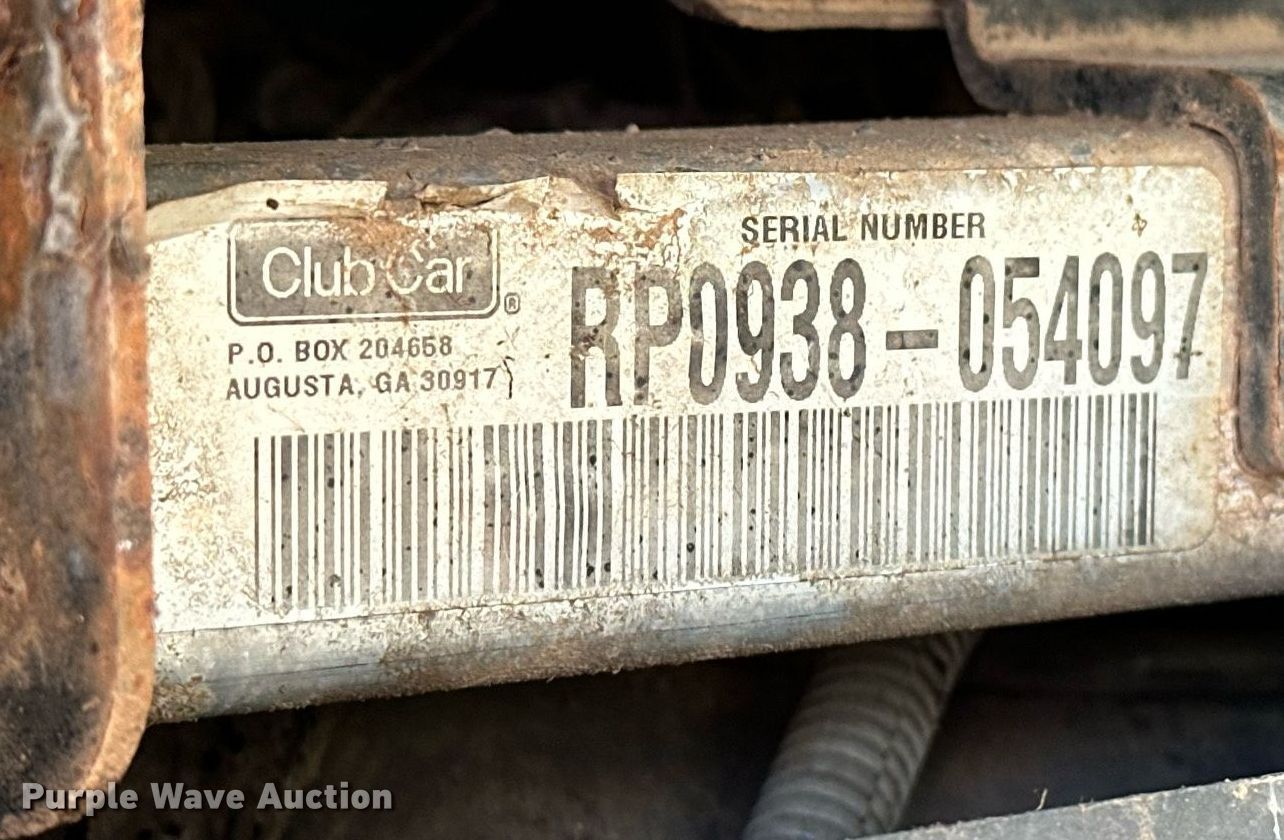 Club Car®
P.O. BOX 204658
AUGUSTA, GA 30917
SERIAL NUMBER
RP0938-054097
Purple Wave Auction